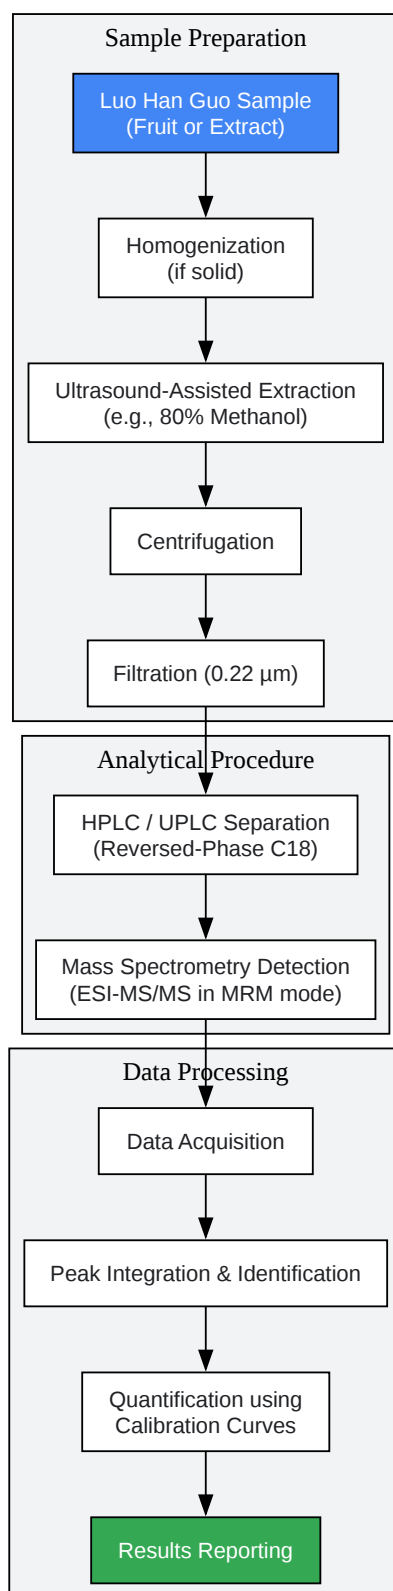 Sample Preparation
Luo Han Guo Sample
(Fruit or Extract)
Homogenization
(if solid)
Ultrasound-Assisted Extraction
(e.g., 80% Methanol)
Centrifugation
Filtration (0.22 µm)
Analytical Procedure
HPLC / UPLC Separation
(Reversed-Phase C18)
Mass Spectrometry Detection
(ESI-MS/MS in MRM mode)
Data Processing
Data Acquisition
Peak Integration & Identification
Quantification using
Calibration Curves
Results Reporting